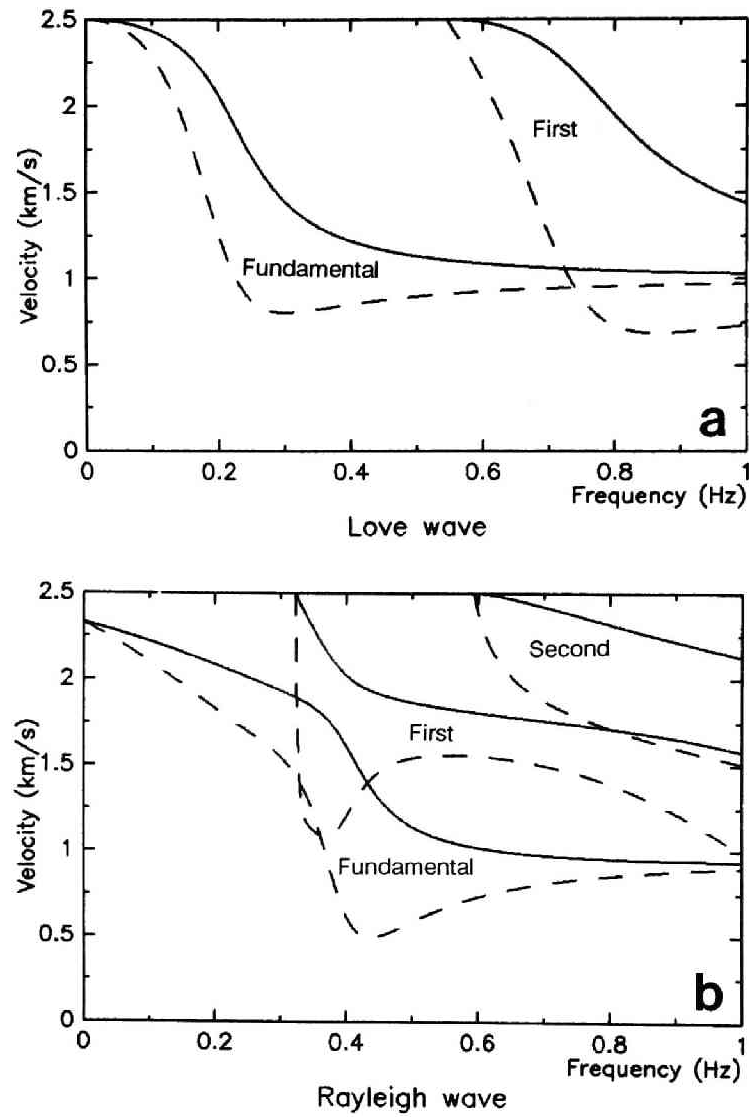 2.5
2
1.5
1
0.5
0
Velocity (km/s)
First
Fundamental
a
0 0.2 0.4 0.6 0.8 1
Frequency (Hz)
Love wave
2.5
2
1.5
1
0.5
0
Velocity (km/s)
Second
First
Fundamental
b
0 0.2 0.4 0.6 0.8 1
Frequency (Hz)
Rayleigh wave